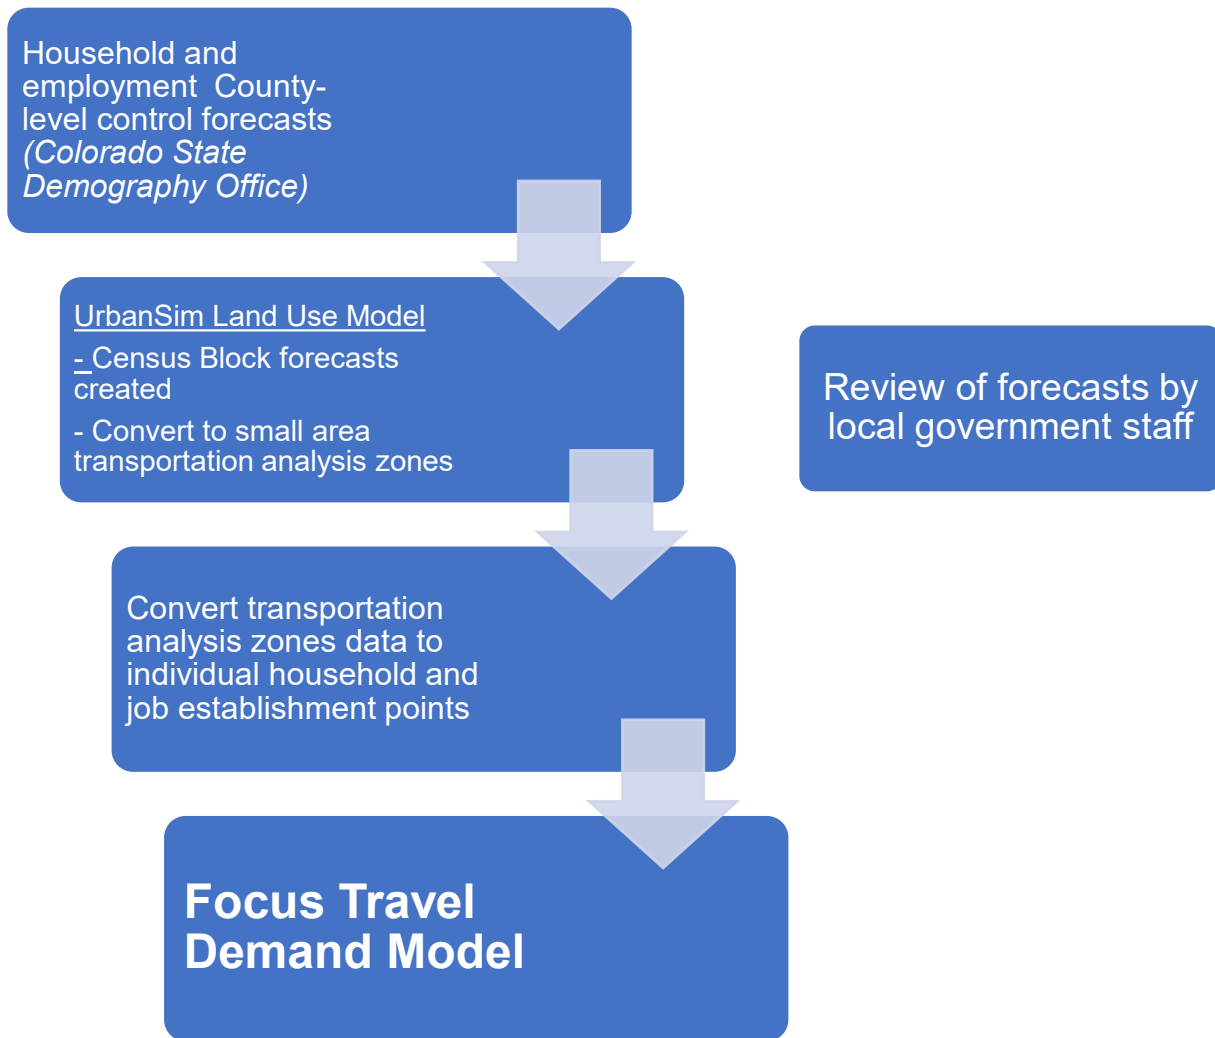 Household and
employment  County-
level control forecasts
(Colorado State
Demography Office)
UrbanSim Land Use Model
- Census Block forecasts
created
- Convert to small area
transportation analysis zones
Review of forecasts by
local government staff
Convert transportation
analysis zones data to
individual household and
job establishment points
Focus Travel
Demand Model